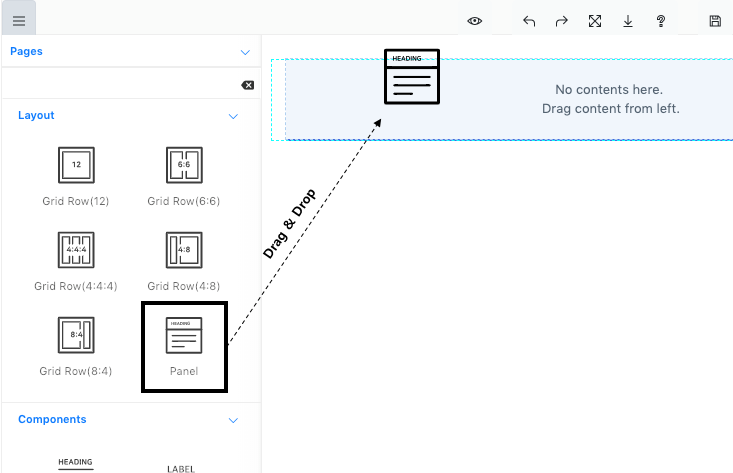 Pages
Layout
12
6:6
Grid Row(12)
Grid Row(6:6)
4:4:4
4:8
Grid Row(4:4:4)
Grid Row(4:8)
8:4
HEADING
Grid Row(8:4)
Panel
Components
HEADING
LABEL
HEADING
No contents here.
Drag content from left.
Drag & Drop